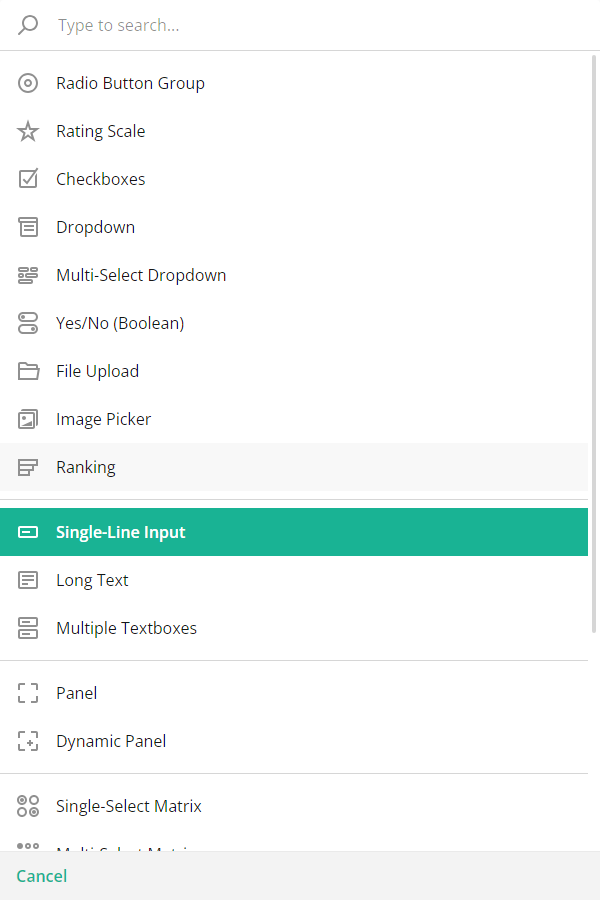 Type to search...
Radio Button Group
Rating Scale
Checkboxes
Dropdown
Multi-Select Dropdown
Yes/No (Boolean)
File Upload
Image Picker
Ranking
Single-Line Input
Long Text
Multiple Textboxes
Panel
Dynamic Panel
Single-Select Matrix
Cancel